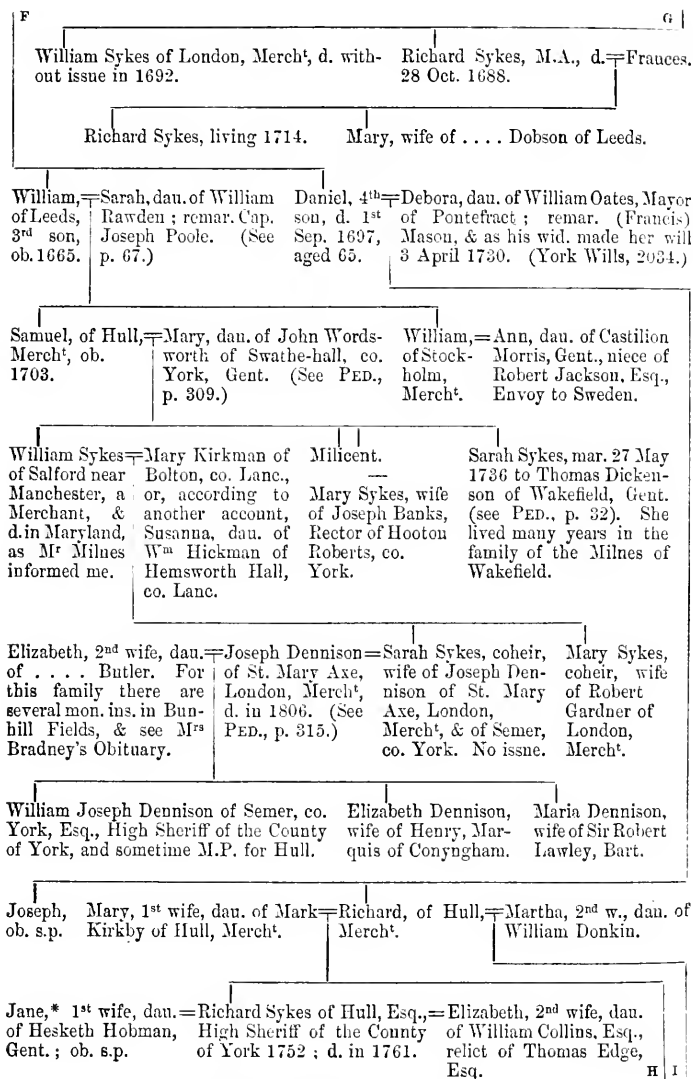 F G
William Sykes of London, Mercht, d. with-
out issue in 1692.
Richard Sykes, M.A., d.=Frances.
28 Oct. 1688.
Richard Sykes, living 1714.
Mary, wife of . . . . Dobson of Leeds.
William,=Sarah, dau. of William
of Leeds, Rawden ; remar. Cap.
3rd son, Joseph Poole. (See
ob. 1665. p. 67.)
Daniel, 4th=Debora, dau. of William Oates, Mayor
son, d. 1st of Pontefract ; remar. (Francis)
Sep. 1697, Mason, & as his wid. made her will
aged 65. 3 April 1730. (York Wills, 2034.)
Samuel, of Hull,=Mary, dau. of John Words-
Mercht, ob. worth of Swathe-hall, co.
1703. York, Gent. (See PED.,
p. 309.)
William,=Ann, dau. of Castilion
of Stock- Morris, Gent., niece of
holm, Robert Jackson, Esq.,
Mercht. Envoy to Sweden.
William Sykes=Mary Kirkman of
of Salford near Bolton, co. Lanc.,
Manchester, a or, according to
Merchant, & another account,
d. in Maryland, Susanna, dau. of
as Mr Milnes Wm Hickman of
informed me. Hemsworth Hall,
co. Lanc.
Milicent.
—
Mary Sykes, wife
of Joseph Banks,
Rector of Hooton
Roberts, co.
York.
Sarah Sykes, mar. 27 May
1736 to Thomas Dicken-
son of Wakefield, Gent.
(see PED., p. 32). She
lived many years in the
family of the Milnes of
Wakefield.
Elizabeth, 2nd wife, dau.=Joseph Dennison=Sarah Sykes, coheir,
of . . . . Butler. For of St. Mary Axe, wife of Joseph Den-
this family there are London, Mercht, nison of St. Mary
several mon. ins. in Bun- d. in 1806. (See Axe, London,
hill Fields, & see Mrs PED., p. 315.) Mercht, & of Semer,
Bradney's Obituary. co. York. No issue.
Mary Sykes,
coheir, wife
of Robert
Gardner of
London,
Mercht.
William Joseph Dennison of Semer, co.
York, Esq., High Sheriff of the County
of York, and sometime M.P. for Hull.
Elizabeth Dennison,
wife of Henry, Mar-
quis of Conyngham.
Maria Dennison,
wife of Sir Robert
Lawley, Bart.
Joseph,
ob. s.p.
Mary, 1st wife, dau. of Mark=Richard, of Hull,=Martha, 2nd w., dau. of
Kirkby of Hull, Mercht. Mercht. William Donkin.
Jane,* 1st wife, dau.=Richard Sykes of Hull, Esq.,=Elizabeth, 2nd wife, dau.
of Hesketh Hobman, High Sheriff of the County of William Collins, Esq.,
Gent. ; ob. s.p. of York 1752 ; d. in 1761. relict of Thomas Edge,
Esq.
H I